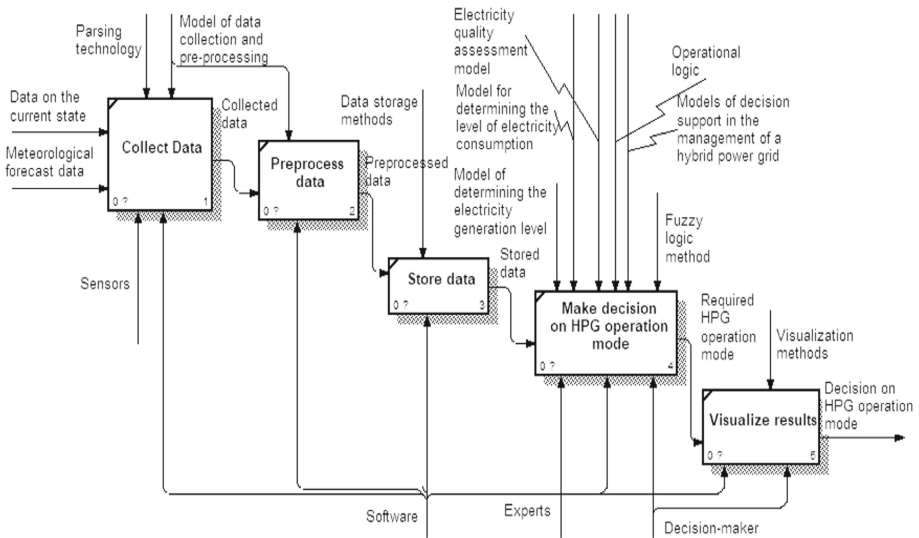 Parsing
technology
Model of data
collection and
pre-processing
Data on the
current state
Meteorological
forecast data
Collect Data
0 ?
1
Collected
data
Sensors
Preprocess
data
0 ?
2
Preprocessed
data
Data storage
methods
Store data
0 ?
3
Stored
data
Electricity
quality
assessment
model
Model for
determining the
level of electricity
consumption
Model of
determining the
electricity
generation level
Operational
logic
Models of decision
support in the
management of a
hybrid power grid
Fuzzy
logic
method
Make decision
on HPG operation
mode
0 ?
4
Required
HPG
operation
mode
Visualization
methods
Visualize results
0 ?
5
Decision on
HPG operation
mode
Software
Experts
Decision-maker